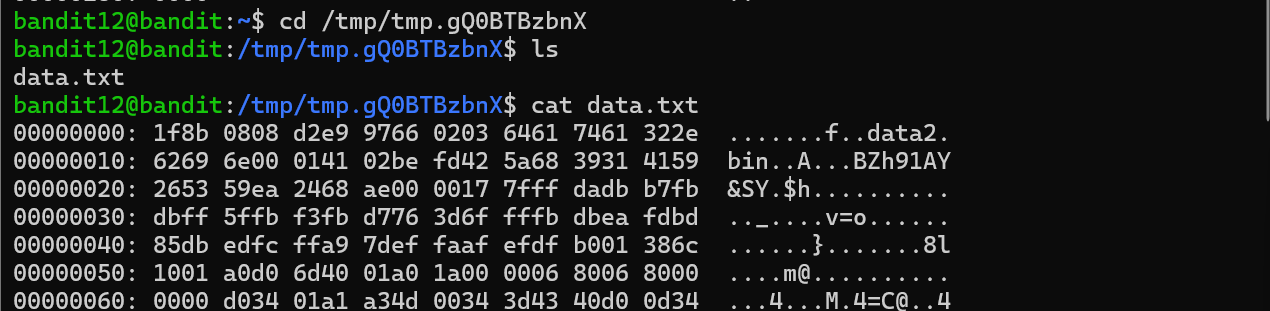 bandit12@bandit:~$ cd /tmp/tmp.gQ0BTBzbnX
bandit12@bandit:/tmp/tmp.gQ0BTBzbnX$ ls
data.txt
bandit12@bandit:/tmp/tmp.gQ0BTBzbnX$ cat data.txt
00000000: 1f8b 0808 d2e9 9766 0203 6461 7461 322e  .......f..data2.
00000010: 6269 6e00 0141 02be fd42 5a68 3931 4159  bin..A...BZh91AY
00000020: 2653 59ea 2468 ae00 0017 7fff dadb b7fb  &SY.$h..........
00000030: dbff 5ffb f3fb d776 3d6f fffb dbea fdbd  .._....v=o......
00000040: 85db edfc ffa9 7def faaf efdf b001 386c  ......}.......8l
00000050: 1001 a0d0 6d40 01a0 1a00 0006 8006 8000  ....m@..........
00000060: 0000 d034 01a1 a34d 0034 3d43 40d0 0d34  ...4...M.4=C@..4